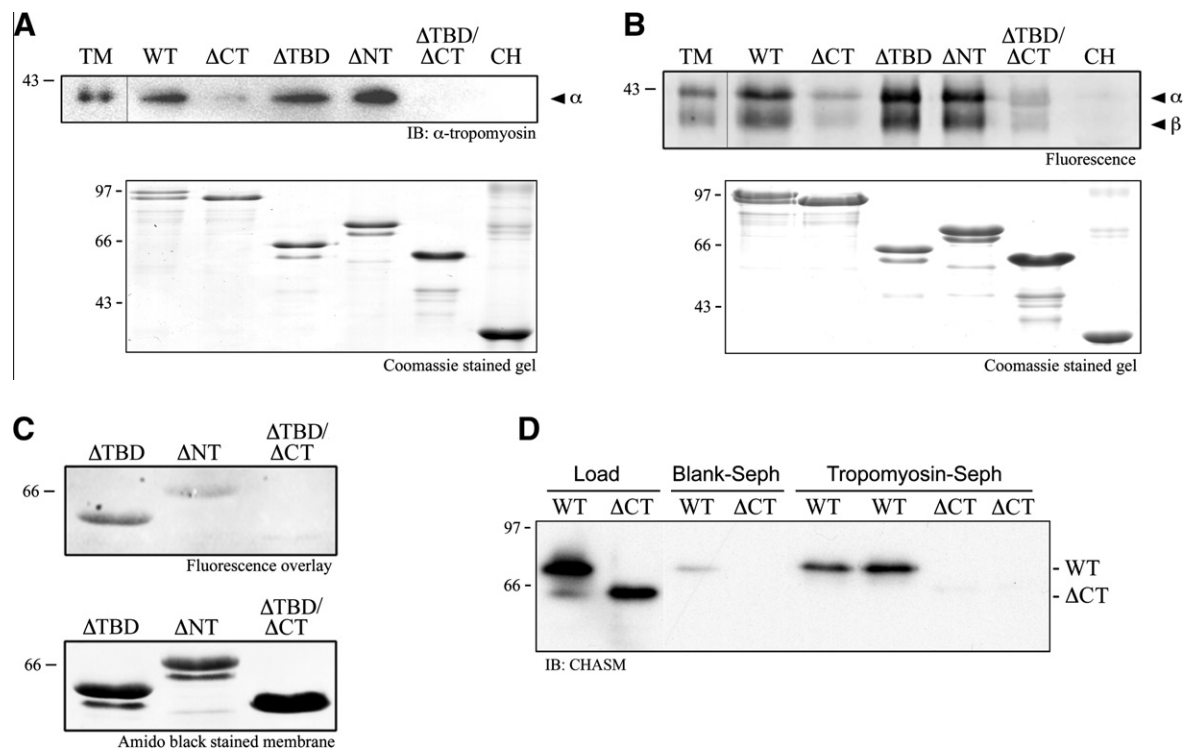 A
TM WT ΔCT ΔTBD ΔNT ΔTBD/ΔCT CH
43 -
◄ α
IB: α-tropomyosin
97 -
66 -
43 -
Coomassie stained gel
B
TM WT ΔCT ΔTBD ΔNT ΔTBD/ΔCT CH
43 –
◄ α
◄ β
Fluorescence
97 -
66 -
43 -
Coomassie stained gel
C
ΔTBD ΔNT ΔTBD/ΔCT
66 –
Fluorescence overlay
ΔTBD ΔNT ΔTBD/ΔCT
66 –
Amido black stained membrane
D
Load Blank-Seph Tropomyosin-Seph
WT ΔCT WT ΔCT WT WT ΔCT ΔCT
97 -
66 -
- WT
- ΔCT
IB: CHASM